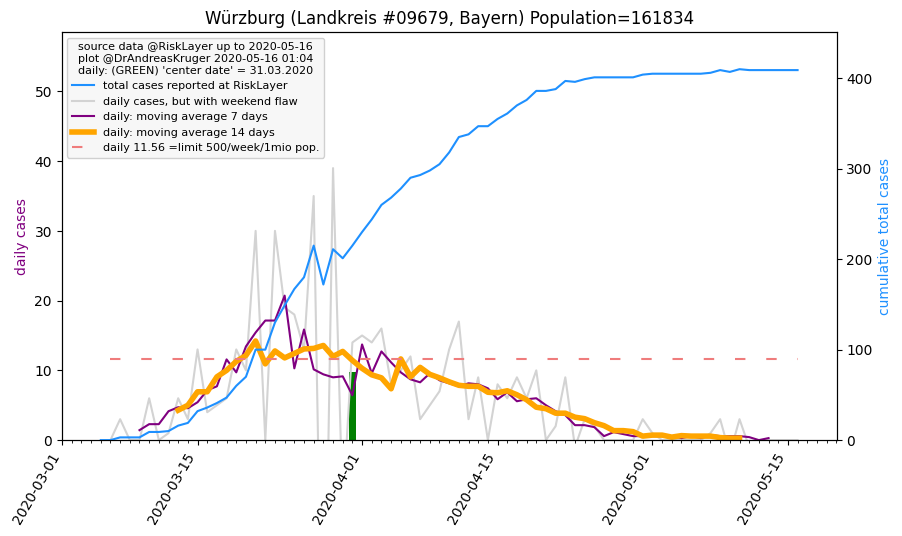 Würzburg (Landkreis #09679, Bayern) Population=161834
source data @RiskLayer up to 2020-05-16
plot @DrAndreasKruger 2020-05-16 01:04
daily: (GREEN) 'center date' = 31.03.2020
total cases reported at RiskLayer
daily cases, but with weekend flaw
daily: moving average 7 days
daily: moving average 14 days
daily 11.56 =limit 500/week/1mio pop.
daily cases
0
10
20
30
40
50
cumulative total cases
0
100
200
300
400
2020-03-01
2020-03-15
2020-04-01
2020-04-15
2020-05-01
2020-05-15